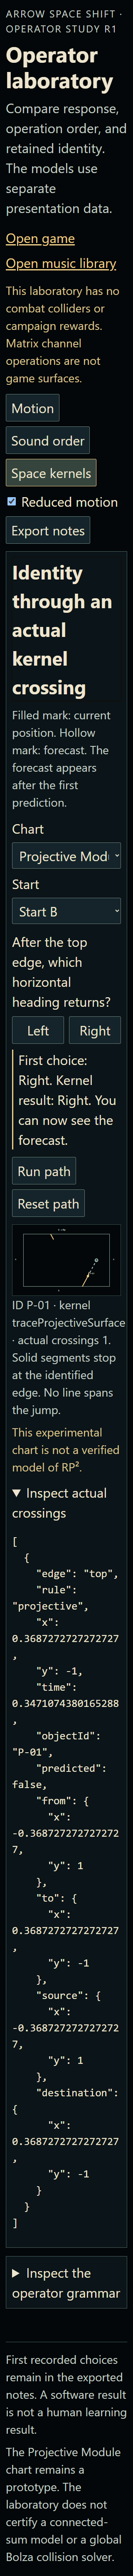 ARROW SPACE SHIFT ·
OPERATOR STUDY R1
Operator
laboratory
Compare response,
operation order, and
retained identity.
The models use
separate
presentation data.
Open game
Open music library
This laboratory has no
combat colliders or
campaign rewards.
Matrix channel
operations are not
game surfaces.
Motion
Sound order
Space kernels
Reduced motion
Export notes
Identity
through an
actual
kernel
crossing
Filled mark: current
position. Hollow
mark: forecast. The
forecast appears
after the first
prediction.
Chart
Projective Mod
Start
Start B
After the top
edge, which
horizontal
heading returns?
Left Right
First choice:
Right. Kernel
result: Right. You
can now see the
forecast.
Run path
Reset path
ID P-01 · kernel
traceProjectiveSurface
· actual crossings 1.
Solid segments stop
at the identified
edge. No line spans
the jump.
This experimental
chart is not a verified
model of RP².
▼ Inspect actual
crossings
[
{
"edge": "top",
"rule":
"projective",
"x":
0.3687272727272727
,
"y": -1,
"time":
0.3471074380165288
,
"objectId":
"P-01",
"predicted":
false,
"from": {
"x":
-0.368727272727272
7,
"y": 1
},
"to": {
"x":
0.3687272727272727
,
"y": -1
},
"source": {
"x":
-0.368727272727272
7,
"y": 1
},
"destination":
{
"x":
0.3687272727272727
,
"y": -1
}
}
]
▶ Inspect the
operator grammar
First recorded choices
remain in the exported
notes. A software result
is not a human learning
result.
The Projective Module
chart remains a
prototype. The
laboratory does not
certify a connected-
sum model or a global
Bolza collision solver.